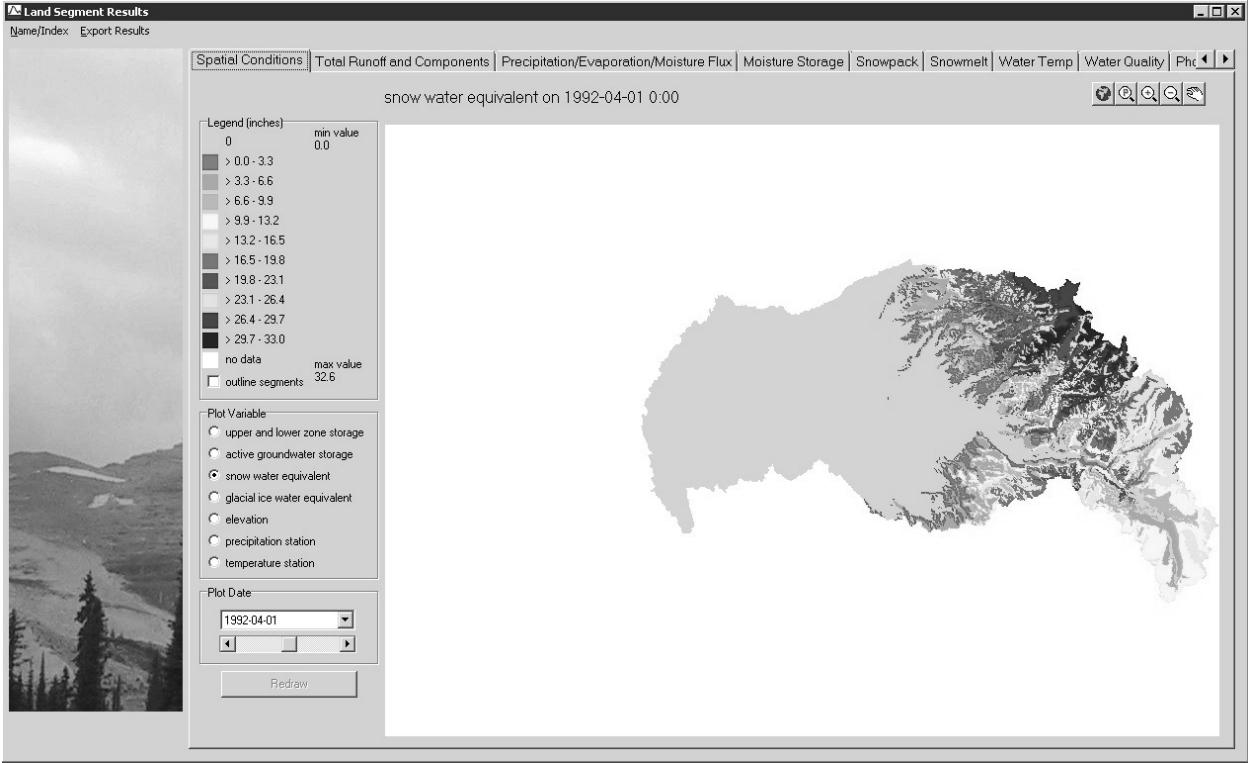 Land Segment Results
Name/Index Export Results
Spatial Conditions Total Runoff and Components Precipitation/Evaporation/Moisture Flux Moisture Storage Snowpack Snowmelt Water Temp Water Quality Pho
snow water equivalent on 1992-04-01 0:00
Legend (inches)
0
min value
0.0
> 0.0 - 3.3
> 3.3 - 6.6
> 6.6 - 9.9
> 9.9 - 13.2
> 13.2 - 16.5
> 16.5 - 19.8
> 19.8 - 23.1
> 23.1 - 26.4
> 26.4 - 29.7
> 29.7 - 33.0
no data
max value
32.6
outline segments
Plot Variable
upper and lower zone storage
active groundwater storage
snow water equivalent
glacial ice water equivalent
elevation
precipitation station
temperature station
Plot Date
1992-04-01
Redraw